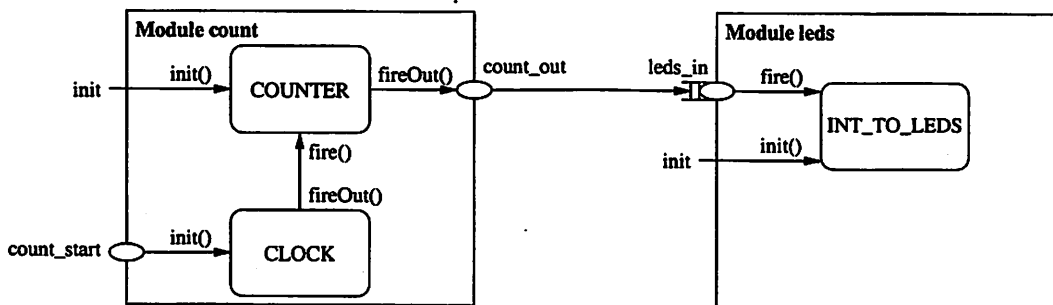 Module count
init
init()
COUNTER
fireOut()
count_out
fire()
fireOut()
count_start
init()
CLOCK
Module leds
leds_in
fire()
INT_TO_LEDS
init
init()